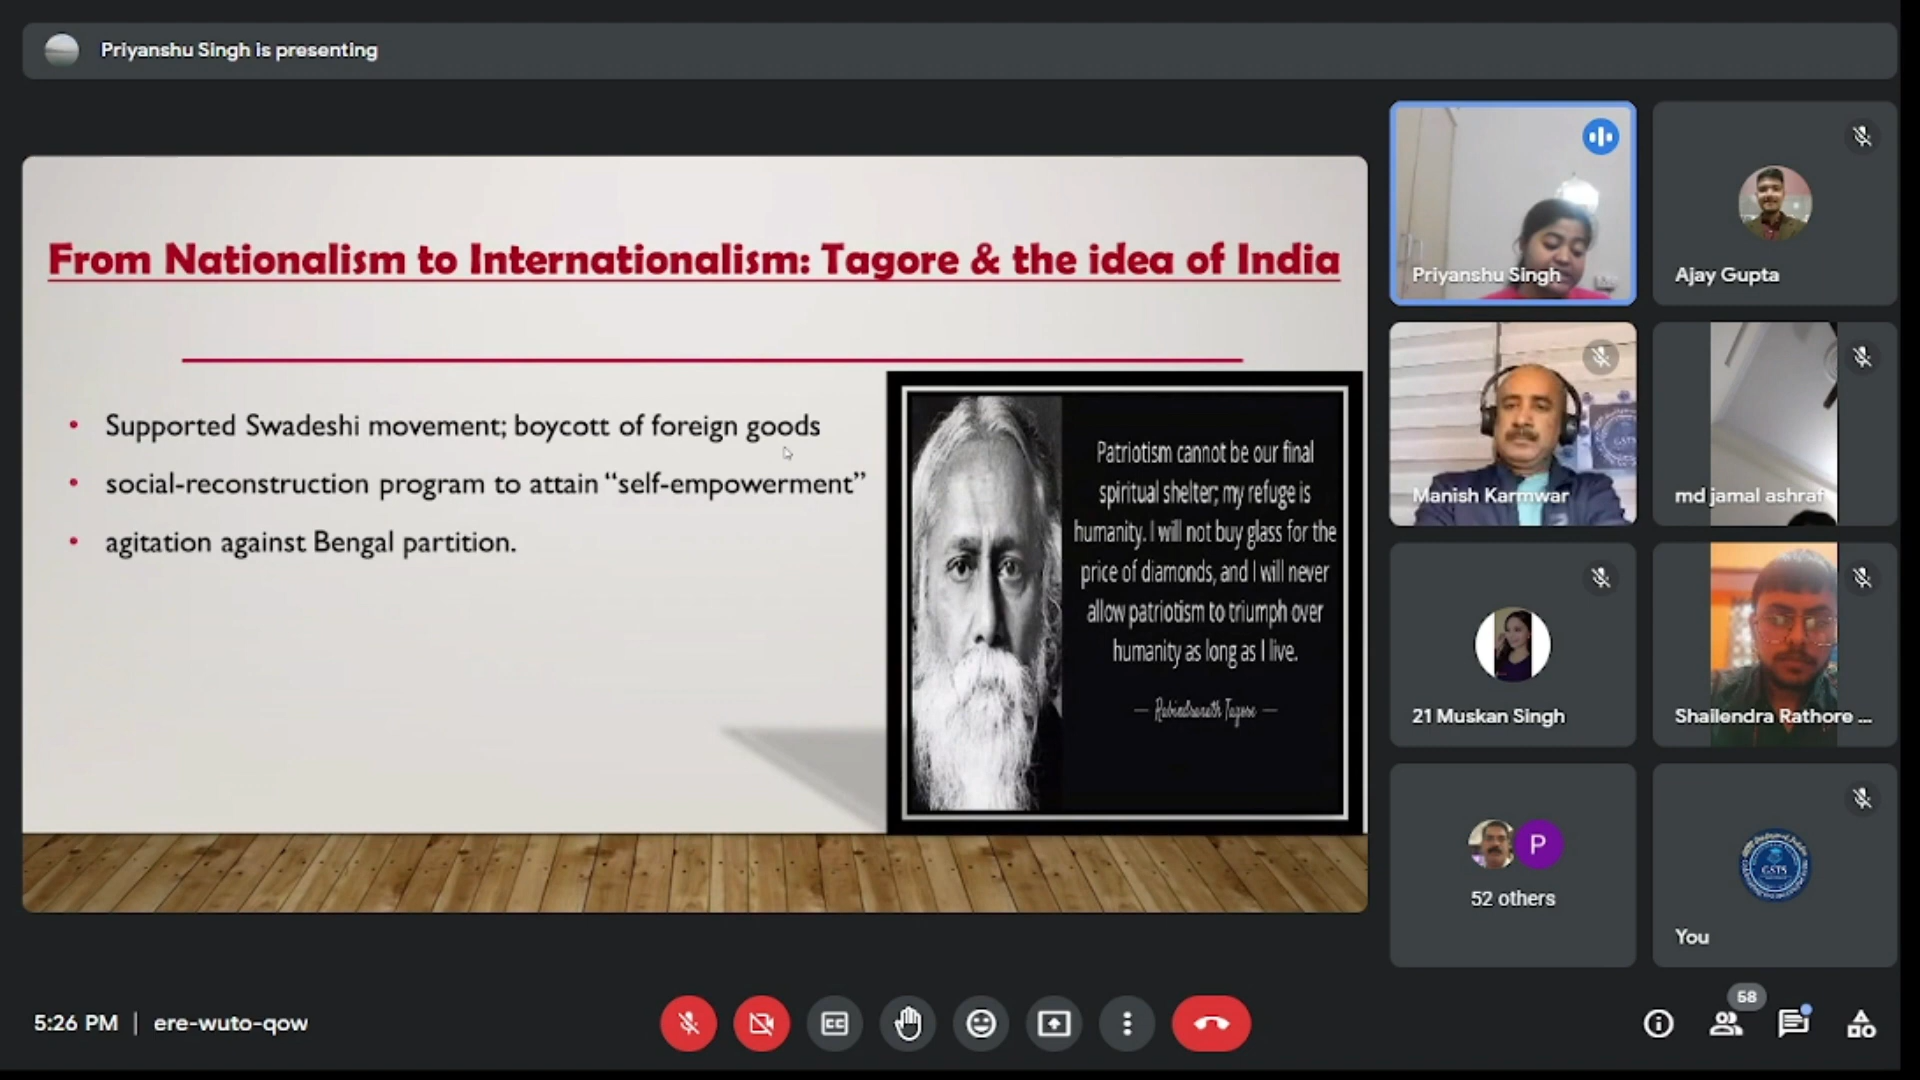 Priyanshu Singh is presenting
From Nationalism to Internationalism: Tagore & the idea of India
• Supported Swadeshi movement; boycott of foreign goods
• social-reconstruction program to attain “self-empowerment”
• agitation against Bengal partition.
Patriotism cannot be our final
spiritual shelter; my refuge is
humanity. I will not buy glass for the
price of diamonds, and I will never
allow patriotism to triumph over
humanity as long as I live.
— Rabindranath Tagore —
Priyanshu Singh
Ajay Gupta
Manish Karmwar
md jamal ashraf
21 Muskan Singh
Shailendra Rathore ...
P
52 others
GSTS
You
5:26 PM | ere-wuto-qow
CC
58